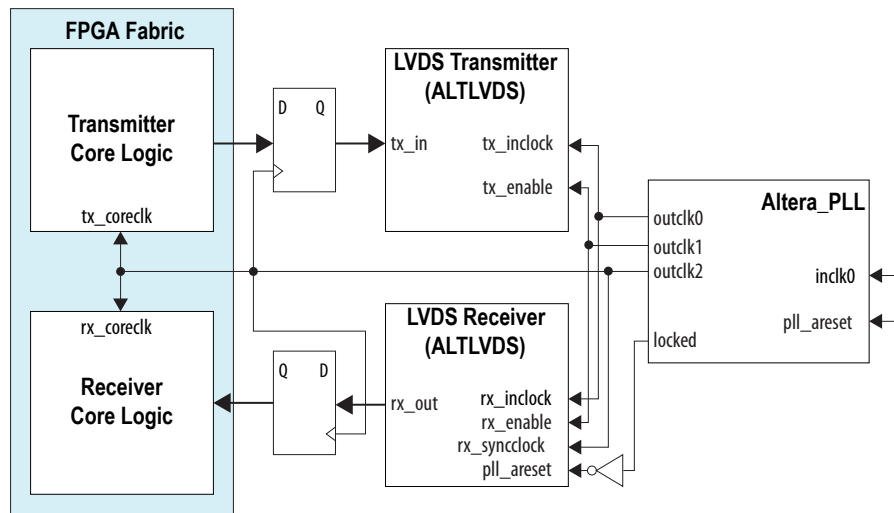 FPGA Fabric
Transmitter
Core Logic
tx_coreclk
rx_coreclk
Receiver
Core Logic
D Q
Q D
LVDS Transmitter
(ALTLVDS)
tx_in
tx_inclock
tx_enable
LVDS Receiver
(ALTLVDS)
rx_out
rx_inclock
rx_enable
rx_syncclock
pll_areset
Altera_PLL
outclk0
outclk1
outclk2
locked
inclk0
pll_areset